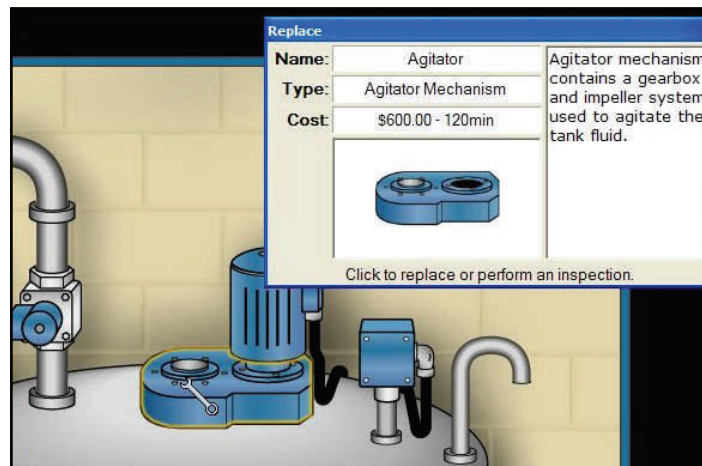 Replace
Name: Agitator
Type: Agitator Mechanism
Cost: $600.00 - 120min
Agitator mechanism
contains a gearbox
and impeller system
used to agitate the
tank fluid.
Click to replace or perform an inspection.